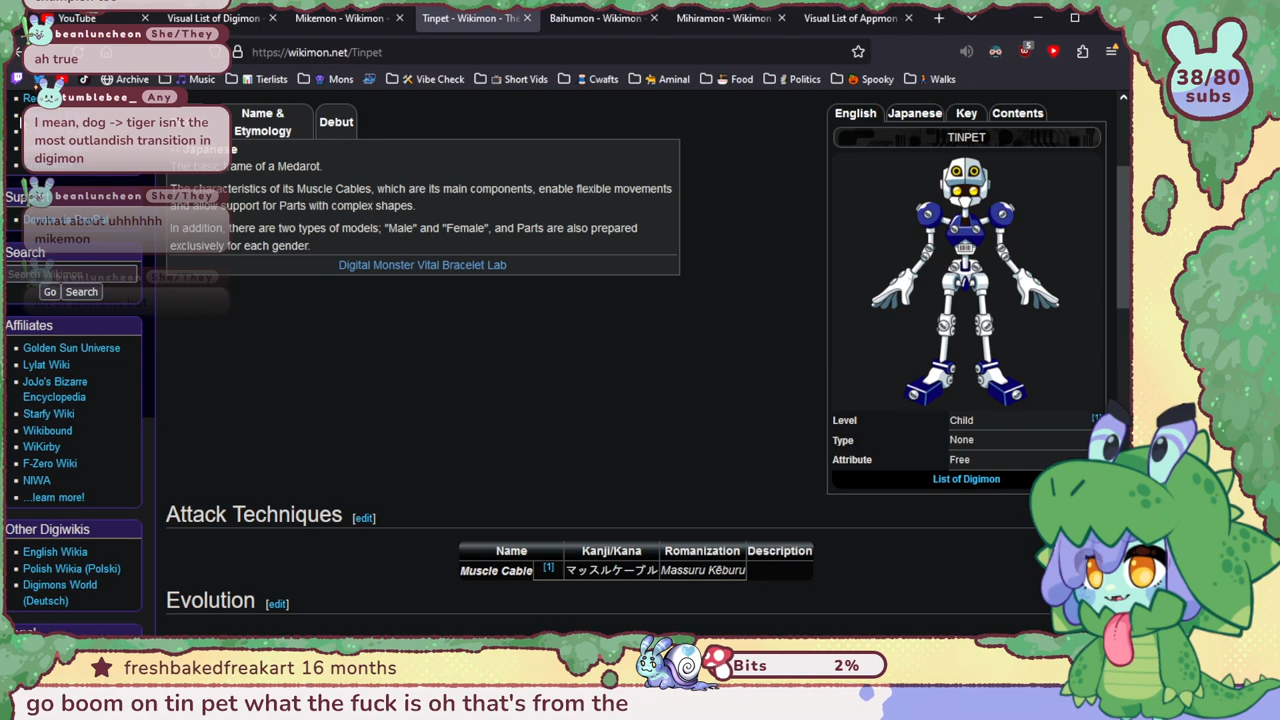 champion too
beanluncheon She/They
ah true
tumblebee_ Any
I mean, dog -> tiger isn't the
most outlandish transition in
digimon
beanluncheon She/They
what about uhhhhhh
mikemon
YouTube
Visual List of Digimon
Mikemon - Wikimon -
Tinpet - Wikimon - The
Baihumon - Wikimon -
Mihiramon - Wikimon
Visual List of Appmon
https://wikimon.net/Tinpet
5
Archive
Music
Tierlists
Mons
Vibe Check
Short Vids
Cwafts
Aminal
Food
Politics
Spooky
Walks
38/80
subs
Name &
Etymology
Debut
The basic frame of a Medarot.
The characteristics of its Muscle Cables, which are its main components, enable flexible movements
and allow support for Parts with complex shapes.
In addition, there are two types of models; "Male" and "Female", and Parts are also prepared
exclusively for each gender.
Digital Monster Vital Bracelet Lab
English
Japanese
Key
Contents
TINPET
Level
Child
[1]
Type
None
Attribute
Free
List of Digimon
Search
Search Wikimon
Go
Search
Affiliates
Golden Sun Universe
Lylat Wiki
JoJo's Bizarre
Encyclopedia
Starfy Wiki
Wikibound
WiKirby
F-Zero Wiki
NIWA
...learn more!
Other Digiwikis
English Wikia
Polish Wikia (Polski)
Digimons World
(Deutsch)
Attack Techniques [edit]
Name
Kanji/Kana
Romanization
Description
Muscle Cable
[1]
マッスルケーブル
Massuru Kēburu
Evolution [edit]
freshbakedfreakart 16 months
Bits 2%
go boom on tin pet what the fuck is oh that's from the